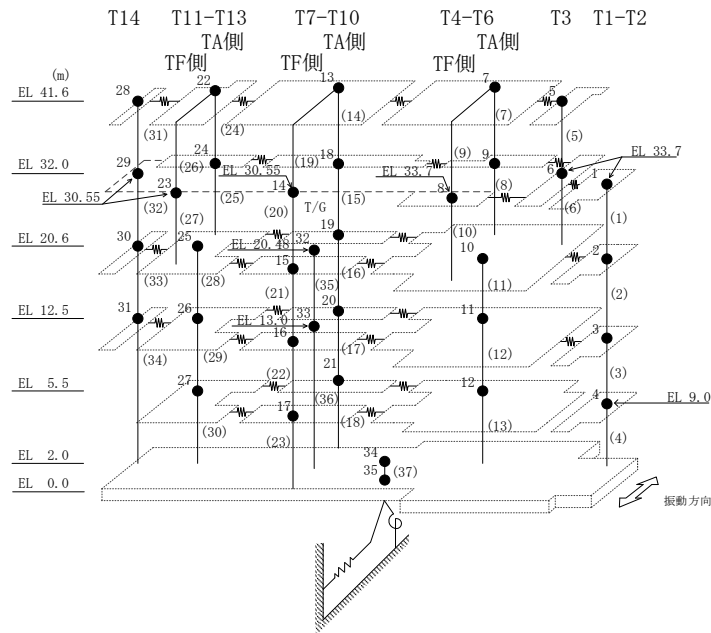 T14 T11-T13 T7-T10 T4-T6 T3 T1-T2
TA側 TA側 TA側
TF側 TF側 TF側
(m)
EL 41.6 28 22 13 7 5
(31) (24) (14) (7) (5)
EL 32.0 29 24 (26) (19) 18 (9) 9 6 EL 33.7
23 EL 30.55 14 EL 33.7 8 (8) 1
EL 30.55 (32) (25) (15) (6)
(27) (20) T/G (10) (1)
EL 20.6 30 25 EL 20.48 32 19 10 2
(33) (28) 15 (35) (16) (11) (2)
(21)
EL 12.5 31 26 EL 13.0 33 20 11 3
(34) (29) 16 (17) (12) (3)
EL 5.5 27 (22) 21 12 4 EL 9.0
(30) 17 (36) (18) (13) (4)
(23)
EL 2.0 34
EL 0.0 35 (37)
振動方向